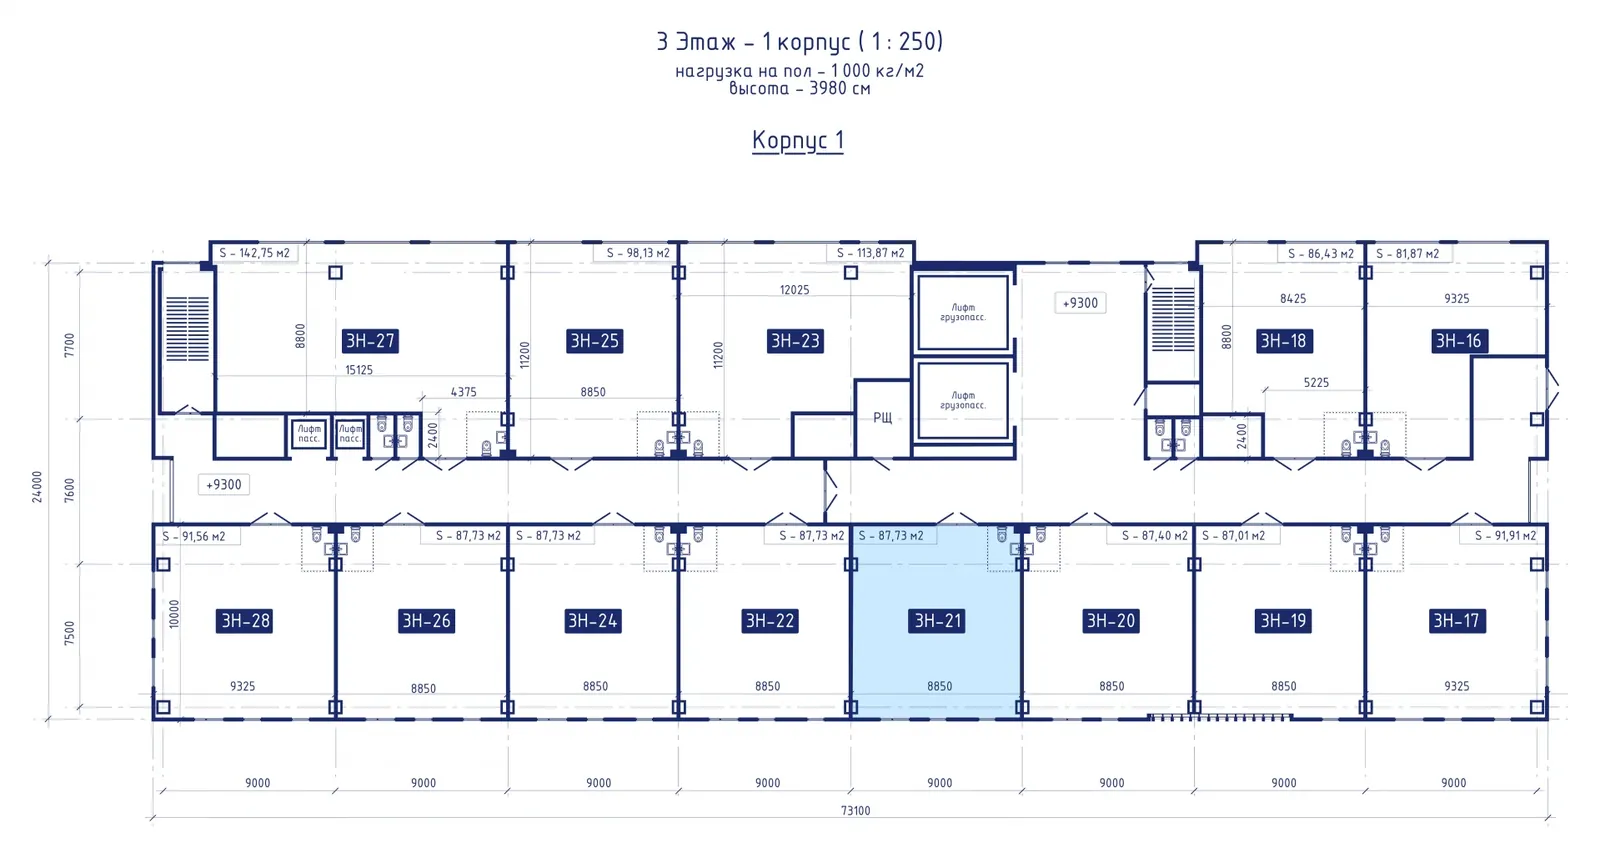 3 Этаж – 1 корпус ( 1 : 250)
нагрузка на пол – 1 000 кг/м2
высота – 3980 см
Корпус 1
S – 142,75 м2
S – 98,13 м2
S – 113,87 м2
S – 86,43 м2
S – 81,87 м2
12025
8425
9325
+9300
Лифт
грузопасс.
7700
8800
11200
11200
8800
3Н-27
3Н-25
3Н-23
3Н-18
3Н-16
15125
4375
8850
5225
Лифт
грузопасс.
РЩ
Лифт
пасс.
Лифт
пасс.
2400
2400
24000
7600
+9300
S – 91,56 м2
S – 87,73 м2
S – 87,73 м2
S – 87,73 м2
S – 87,73 м2
S – 87,40 м2
S – 87,01 м2
S – 91,91 м2
7500
10000
3Н-28
3Н-26
3Н-24
3Н-22
3Н-21
3Н-20
3Н-19
3Н-17
9325
8850
8850
8850
8850
8850
8850
9325
9000
9000
9000
9000
9000
9000
9000
9000
73100